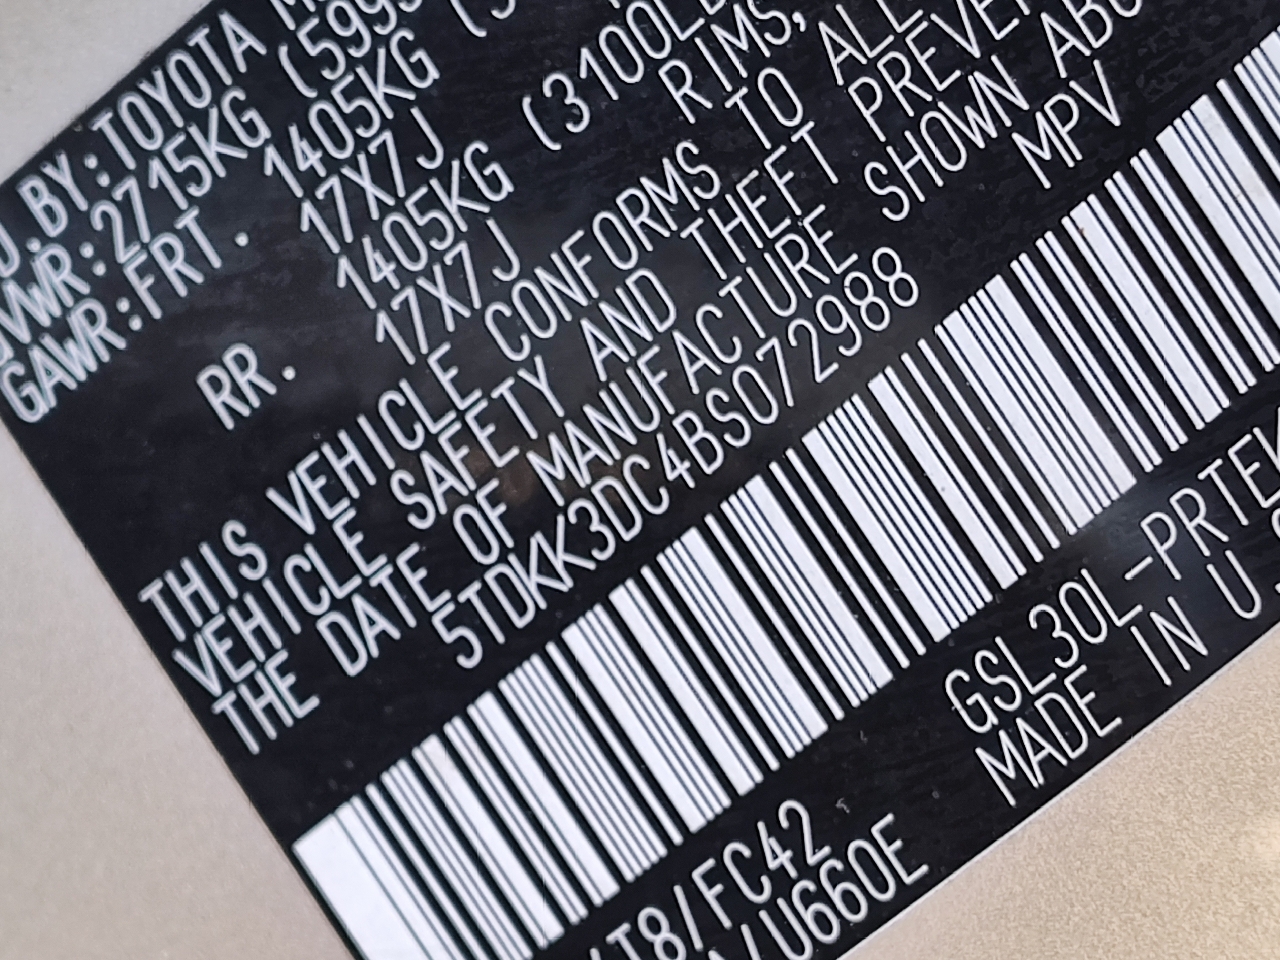 BY:TOYOTA
GVWR:2715KG (599
GAWR:FRT. 1405KG
17X7J
RR. 1405KG (3100LB
17X7J RIMS,
THIS VEHICLE CONFORMS TO ALL
VEHICLE SAFETY AND THEFT PREVE
THE DATE OF MANUFACTURE SHOWN ABO
5TDKK3DC4BS072988 MPV
T8/FC42 GSL30L-PRTEK
/U660E MADE IN U